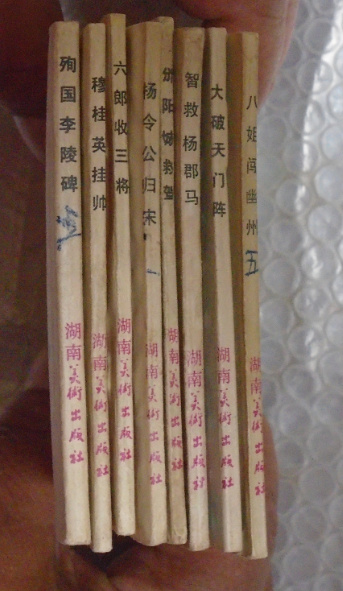 殉国李陵碑
湖南美術出版社
穆桂英挂帅
湖南美術出版社
六郎收三将
湖南美術出版社
杨令公归宋
湖南美術出版社
救驾
湖南美術出版社
智救杨郡马
湖南美術出版社
大破天门阵
湖南美術出版社
八姐闯幽州
五
湖南美術出版社